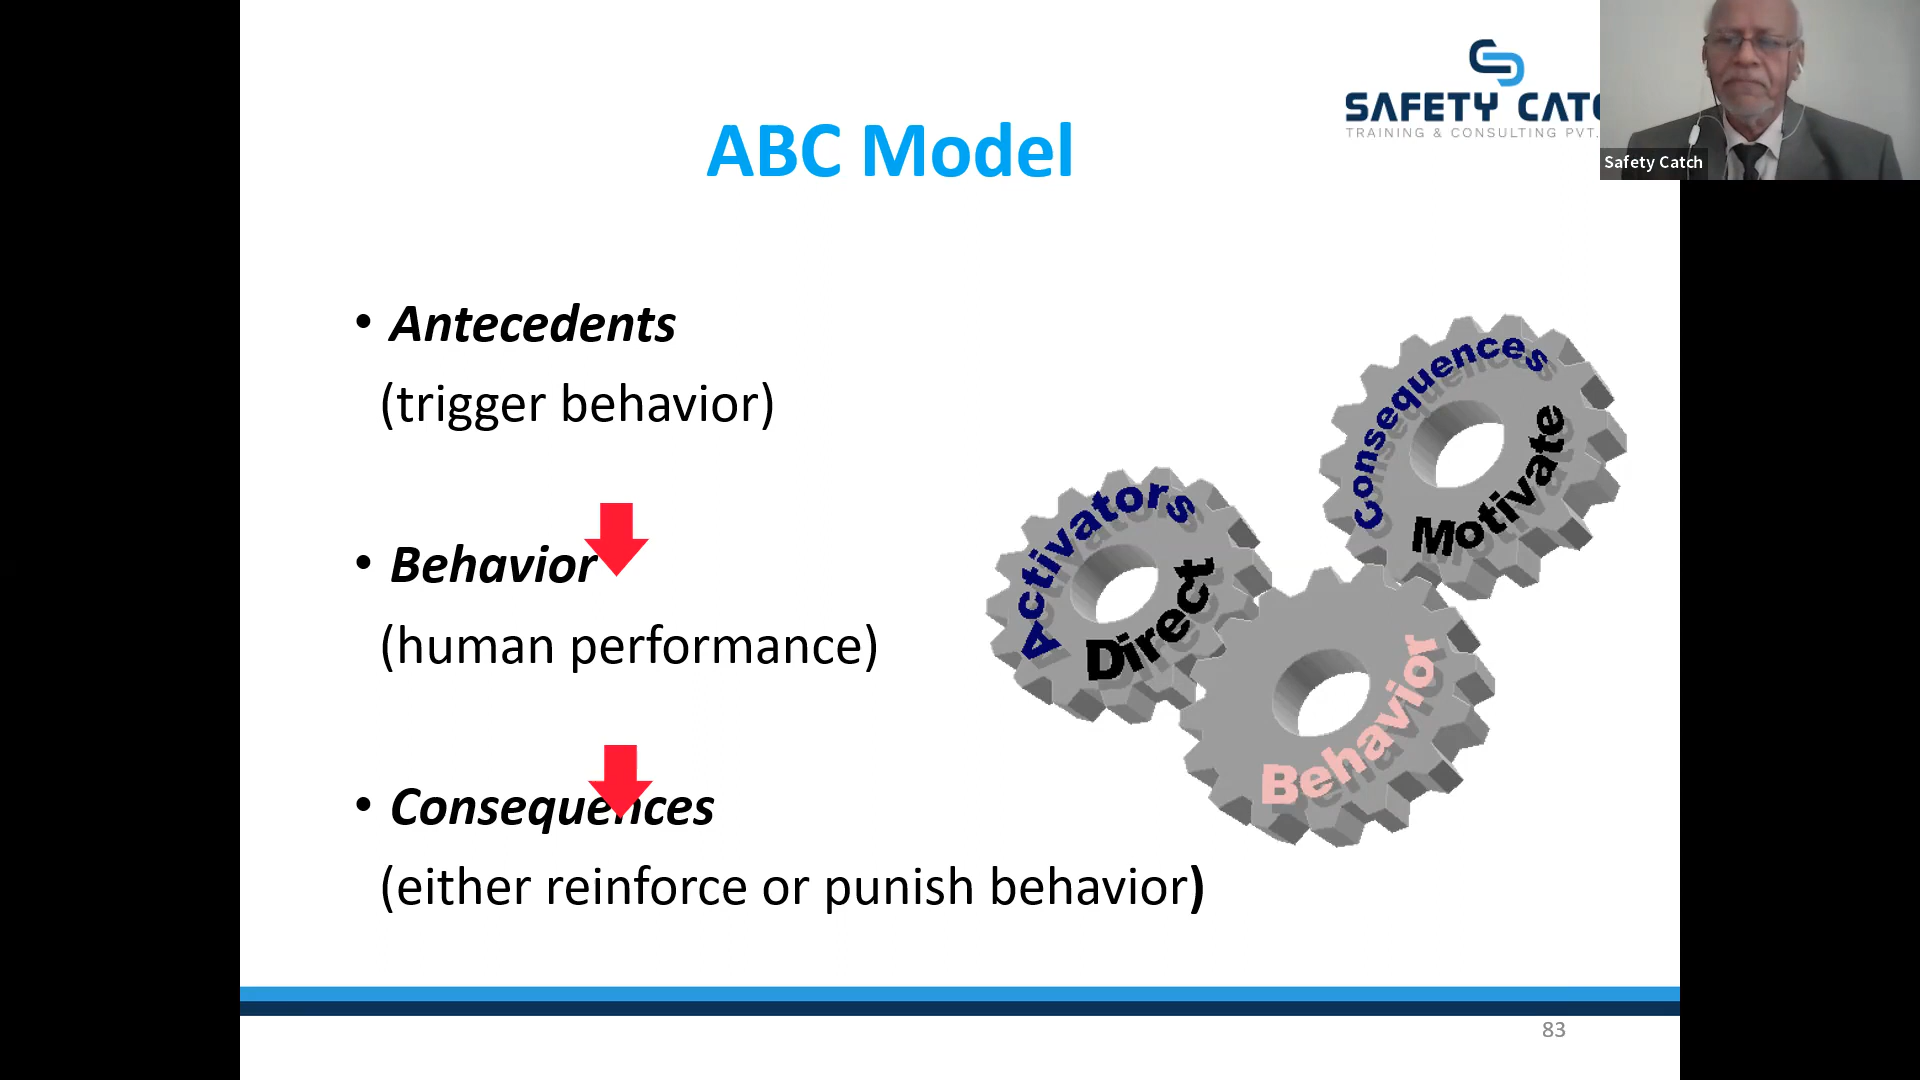 SAFETY CATC
TRAINING & CONSULTING PVT.
Safety Catch
ABC Model
• Antecedents
(trigger behavior)
• Behavior
(human performance)
• Consequences
(either reinforce or punish behavior)
Consequences
Motivate
Activators
Direct
Behavior
83